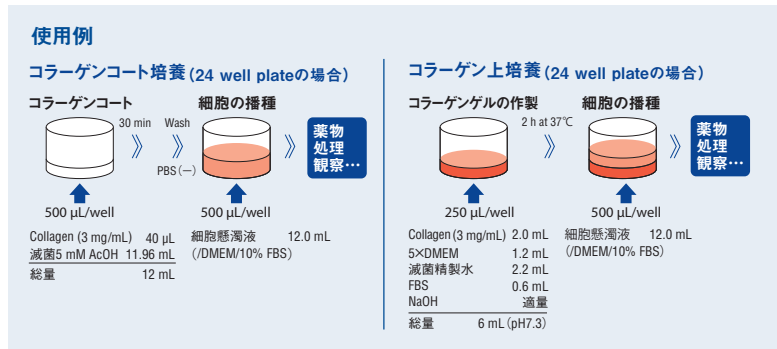 使用例
コラーゲンコート培養(24 well plateの場合)
コラーゲンコート
30 min
Wash
PBS(−)
細胞の播種
薬物
処理
観察…
500 µL/well
500 µL/well
Collagen (3 mg/mL) 40 µL
滅菌5 mM AcOH 11.96 mL
総量 12 mL
細胞懸濁液 12.0 mL
(/DMEM/10% FBS)
コラーゲン上培養(24 well plateの場合)
コラーゲンゲルの作製
2 h at 37℃
細胞の播種
薬物
処理
観察…
250 µL/well
500 µL/well
Collagen (3 mg/mL) 2.0 mL
5×DMEM 1.2 mL
滅菌精製水 2.2 mL
FBS 0.6 mL
NaOH 適量
総量 6 mL(pH7.3)
細胞懸濁液 12.0 mL
(/DMEM/10% FBS)